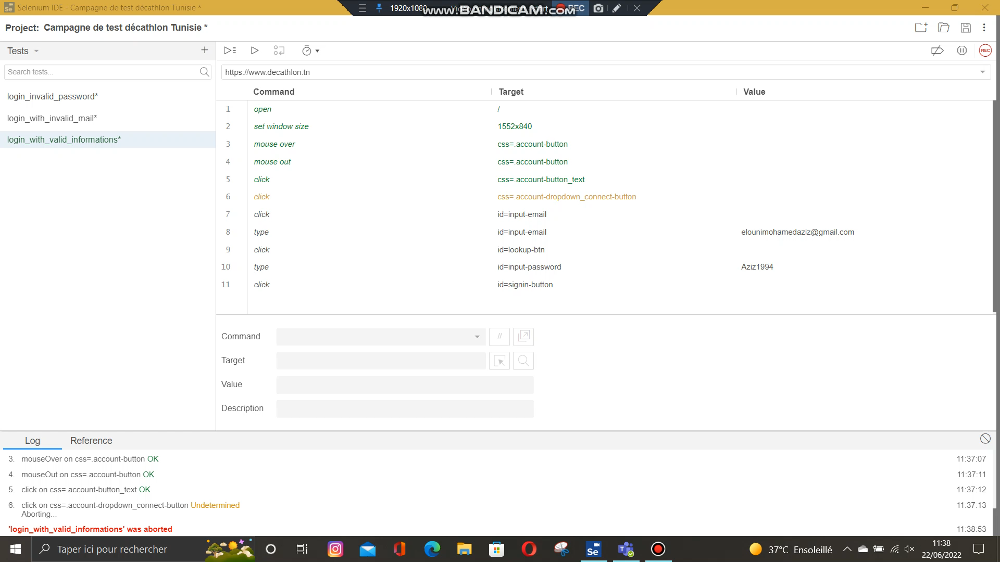 Selenium IDE - Campagne de test décathlon Tunisie *
1920x1080
www.BANDICAM.com
REC
Project: Campagne de test décathlon Tunisie *
Tests
Search tests...
login_invalid_password*
login_with_invalid_mail*
login_with_valid_informations*
REC
https://www.decathlon.tn
Command Target Value
1 open /
2 set window size 1552x840
3 mouse over css=.account-button
4 mouse out css=.account-button
5 click css=.account-button_text
6 click css=.account-dropdown_connect-button
7 click id=input-email
8 type id=input-email elounimohamedaziz@gmail.com
9 click id=lookup-btn
10 type id=input-password Aziz1994
11 click id=signin-button
Command //
Target
Value
Description
Log Reference
3. mouseOver on css=.account-button OK 11:37:07
4. mouseOut on css=.account-button OK 11:37:11
5. click on css=.account-button_text OK 11:37:12
6. click on css=.account-dropdown_connect-button Undetermined 11:37:13
Aborting...
'login_with_valid_informations' was aborted 11:38:53
Taper ici pour rechercher
Se
37°C Ensoleillé
11:38
22/06/2022